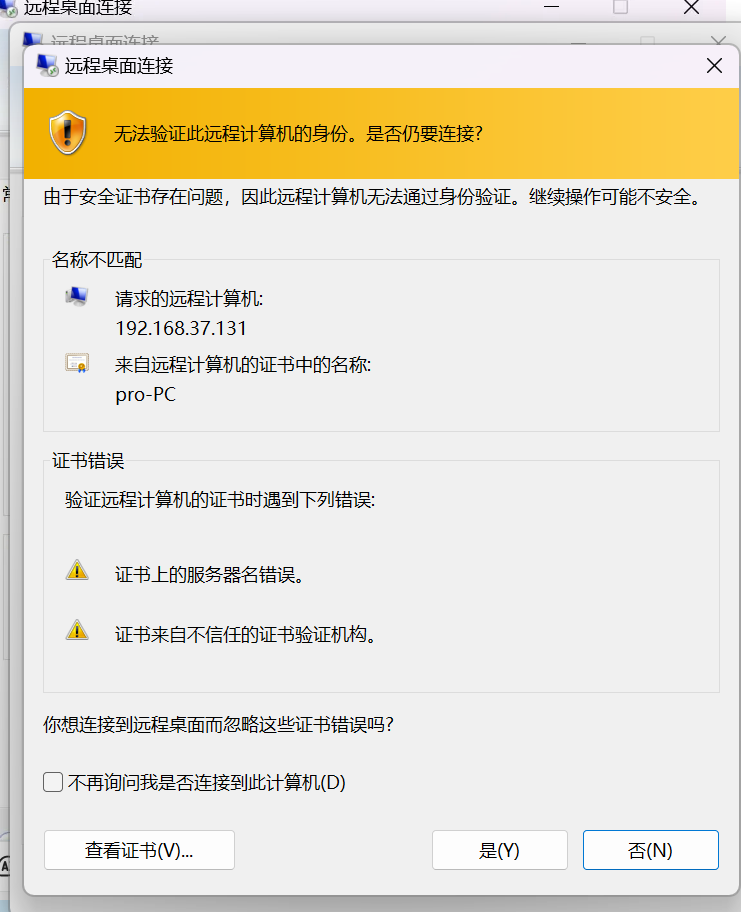 远程桌面连接
远程桌面连接
远程桌面连接
无法验证此远程计算机的身份。是否仍要连接?
由于安全证书存在问题，因此远程计算机无法通过身份验证。继续操作可能不安全。
名称不匹配
请求的远程计算机:
192.168.37.131
来自远程计算机的证书中的名称:
pro-PC
证书错误
验证远程计算机的证书时遇到下列错误:
证书上的服务器名错误。
证书来自不信任的证书验证机构。
你想连接到远程桌面而忽略这些证书错误吗?
不再询问我是否连接到此计算机(D)
查看证书(V)...
是(Y)
否(N)